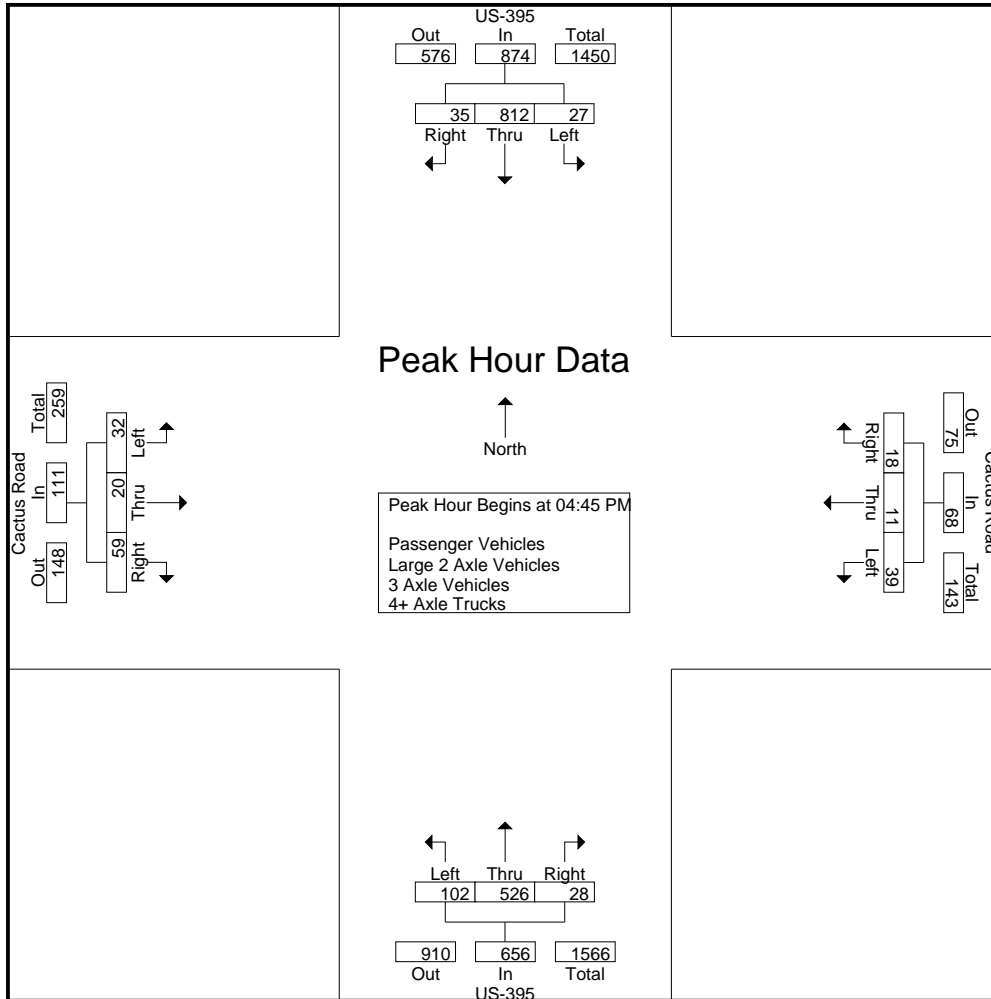 US-395
Out In Total
576 874 1450
35 812 27
Right Thru Left
Peak Hour Data
North
Peak Hour Begins at 04:45 PM
Passenger Vehicles
Large 2 Axle Vehicles
3 Axle Vehicles
4+ Axle Trucks
Cactus Road
Out In Total
148 111 259
59 20 32
Right Thru Left
Cactus Road
Out In Total
75 68 143
18 11 39
Right Thru Left
Left Thru Right
102 526 28
910 656 1566
Out In Total
US-395